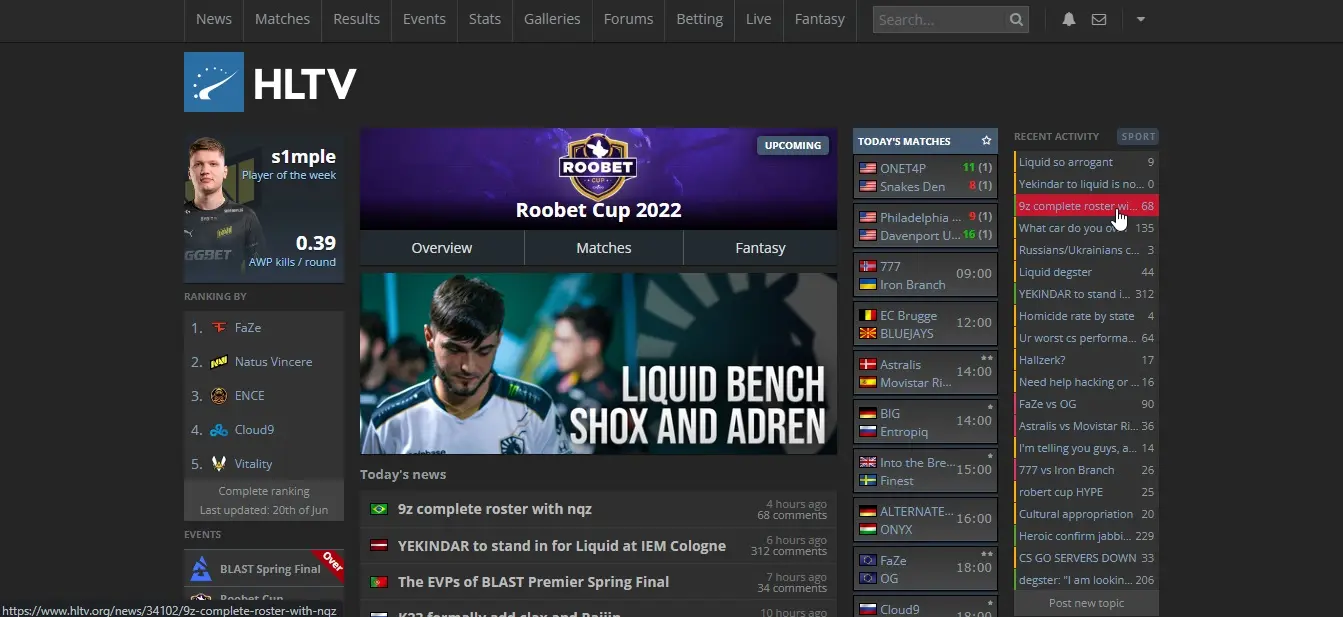 News Matches Results Events Stats Galleries Forums Betting Live Fantasy Search...
HLTV
s1mple
Player of the week
0.39
AWP kills / round
GGBET
RANKING BY
1. FaZe
2. Natus Vincere
3. ENCE
4. Cloud9
5. Vitality
Complete ranking
Last updated: 20th of Jun
EVENTS
BLAST Spring Final
Over
Roobet Cup
UPCOMING
ROOBET
CUP
Roobet Cup 2022
Overview Matches Fantasy
LIQUID BENCH
SHOX AND ADREN
Today's news
9z complete roster with nqz
4 hours ago
68 comments
YEKINDAR to stand in for Liquid at IEM Cologne
6 hours ago
312 comments
The EVPs of BLAST Premier Spring Final
7 hours ago
34 comments
K23 formally add clax and Raijin
10 hours ago
TODAY'S MATCHES
ONET4P 11 (1)
Snakes Den 8 (1)
Philadelphia ... 9 (1)
Davenport U... 16 (1)
777
Iron Branch
09:00
EC Brugge
BLUEJAYS
12:00
Astralis
Movistar Ri...
** 14:00
BIG
Entropiq
* 14:00
Into the Bre...
Finest
* 15:00
ALTERNATE...
ONYX
16:00
FaZe
OG
** 18:00
Cloud9
* 18:00
RECENT ACTIVITY SPORT
Liquid so arrogant 9
Yekindar to liquid is no... 0
9z complete roster wi... 68
What car do you ow... 135
Russians/Ukrainians c... 3
Liquid degster 44
YEKINDAR to stand i... 312
Homicide rate by state 4
Ur worst cs performa... 64
Hallzerk? 17
Need help hacking or ... 16
FaZe vs OG 90
Astralis vs Movistar Ri... 36
I'm telling you guys, a... 14
777 vs Iron Branch 26
robert cup HYPE 25
Cultural appropriation 20
Heroic confirm jabbi... 229
CS GO SERVERS DOWN 33
degster: "I am lookin... 206
Post new topic
https://www.hltv.org/news/34102/9z-complete-roster-with-nqz